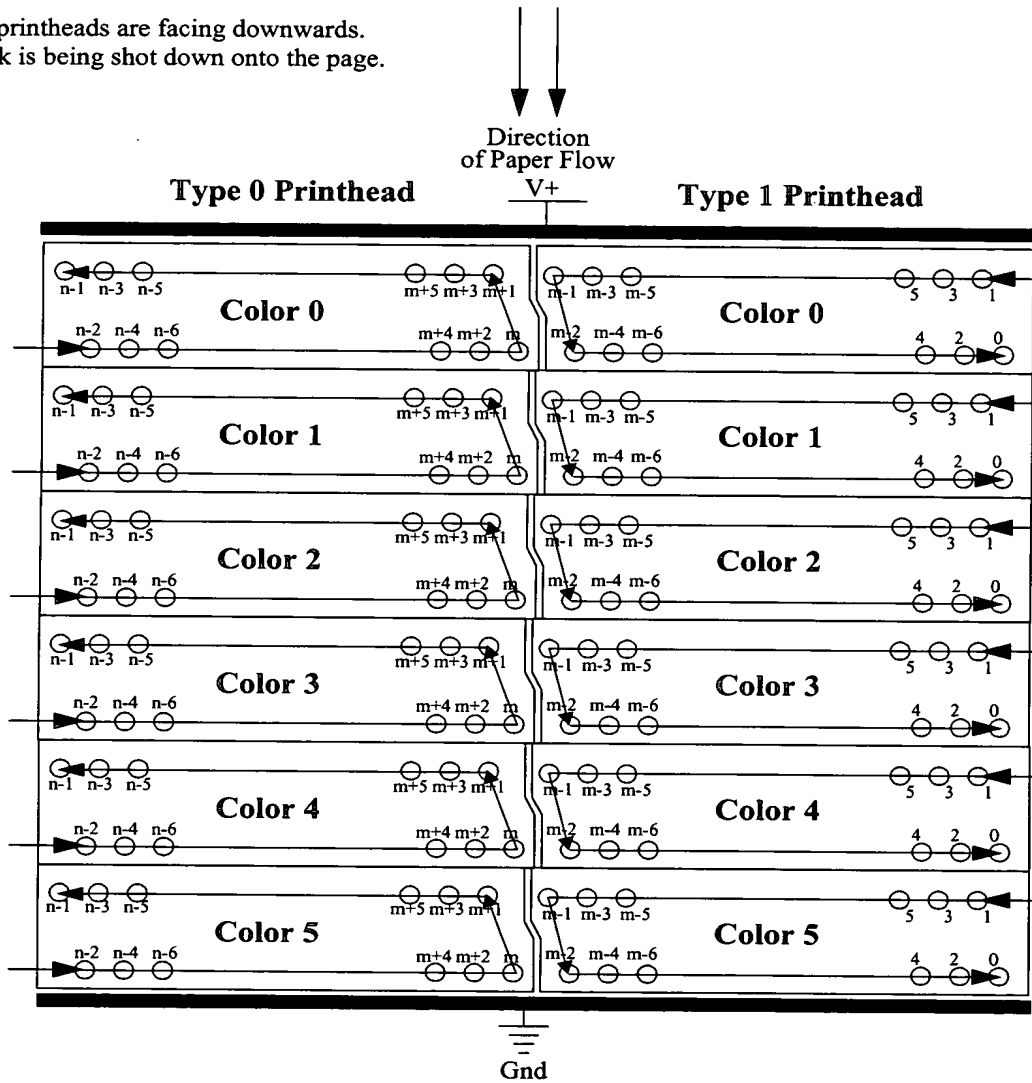 printheads are facing downwards.
k is being shot down onto the page.
Direction
of Paper Flow
V+
Type 0 Printhead
Type 1 Printhead
n-1 n-3 n-5 m+5 m+3 m+1 m-1 m-3 m-5 5 3 1
Color 0 Color 0
n-2 n-4 n-6 m+4 m+2 m m-2 m-4 m-6 4 2 0
n-1 n-3 n-5 m+5 m+3 m+1 m-1 m-3 m-5 5 3 1
Color 1 Color 1
n-2 n-4 n-6 m+4 m+2 m m-2 m-4 m-6 4 2 0
n-1 n-3 n-5 m+5 m+3 m+1 m-1 m-3 m-5 5 3 1
Color 2 Color 2
n-2 n-4 n-6 m+4 m+2 m m-2 m-4 m-6 4 2 0
n-1 n-3 n-5 m+5 m+3 m+1 m-1 m-3 m-5 5 3 1
Color 3 Color 3
n-2 n-4 n-6 m+4 m+2 m m-2 m-4 m-6 4 2 0
n-1 n-3 n-5 m+5 m+3 m+1 m-1 m-3 m-5 5 3 1
Color 4 Color 4
n-2 n-4 n-6 m+4 m+2 m m-2 m-4 m-6 4 2 0
n-1 n-3 n-5 m+5 m+3 m+1 m-1 m-3 m-5 5 3 1
Color 5 Color 5
n-2 n-4 n-6 m+4 m+2 m m-2 m-4 m-6 4 2 0
Gnd